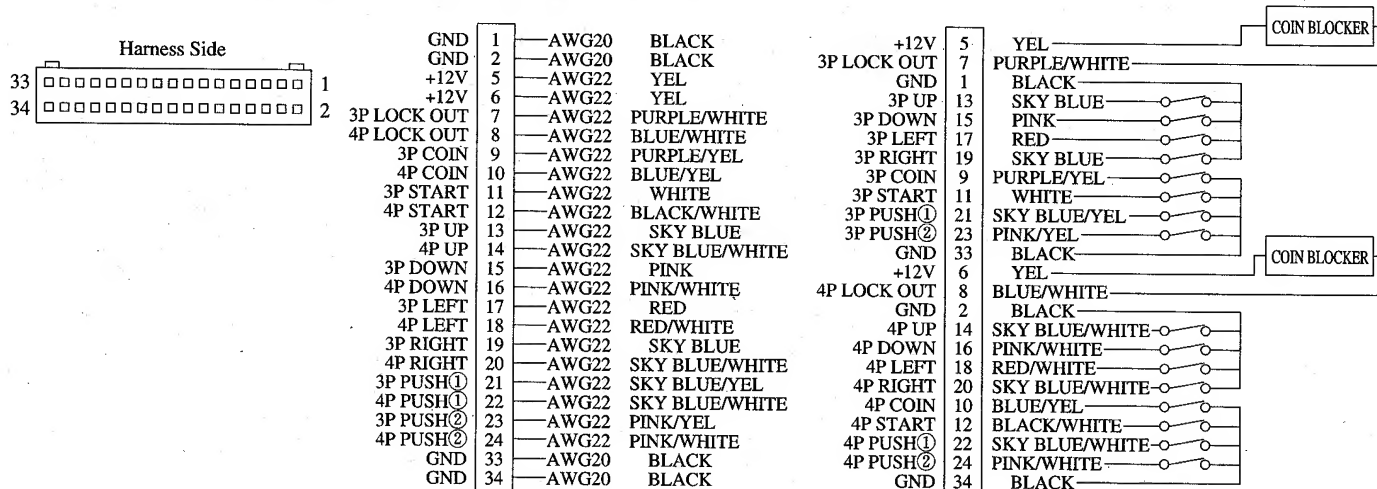 Harness Side
33 1
34 2
GND 1 AWG20 BLACK
GND 2 AWG20 BLACK
+12V 5 AWG22 YEL
+12V 6 AWG22 YEL
3P LOCK OUT 7 AWG22 PURPLE/WHITE
4P LOCK OUT 8 AWG22 BLUE/WHITE
3P COIN 9 AWG22 PURPLE/YEL
4P COIN 10 AWG22 BLUE/YEL
3P START 11 AWG22 WHITE
4P START 12 AWG22 BLACK/WHITE
3P UP 13 AWG22 SKY BLUE
4P UP 14 AWG22 SKY BLUE/WHITE
3P DOWN 15 AWG22 PINK
4P DOWN 16 AWG22 PINK/WHITE
3P LEFT 17 AWG22 RED
4P LEFT 18 AWG22 RED/WHITE
3P RIGHT 19 AWG22 SKY BLUE
4P RIGHT 20 AWG22 SKY BLUE/WHITE
3P PUSH① 21 AWG22 SKY BLUE/YEL
4P PUSH① 22 AWG22 SKY BLUE/WHITE
3P PUSH② 23 AWG22 PINK/YEL
4P PUSH② 24 AWG22 PINK/WHITE
GND 33 AWG20 BLACK
GND 34 AWG20 BLACK
COIN BLOCKER
+12V 5 YEL
3P LOCK OUT 7 PURPLE/WHITE
GND 1 BLACK
3P UP 13 SKY BLUE
3P DOWN 15 PINK
3P LEFT 17 RED
3P RIGHT 19 SKY BLUE
3P COIN 9 PURPLE/YEL
3P START 11 WHITE
3P PUSH① 21 SKY BLUE/YEL
3P PUSH② 23 PINK/YEL
GND 33 BLACK
COIN BLOCKER
+12V 6 YEL
4P LOCK OUT 8 BLUE/WHITE
GND 2 BLACK
4P UP 14 SKY BLUE/WHITE
4P DOWN 16 PINK/WHITE
4P LEFT 18 RED/WHITE
4P RIGHT 20 SKY BLUE/WHITE
4P COIN 10 BLUE/YEL
4P START 12 BLACK/WHITE
4P PUSH① 22 SKY BLUE/WHITE
4P PUSH② 24 PINK/WHITE
GND 34 BLACK